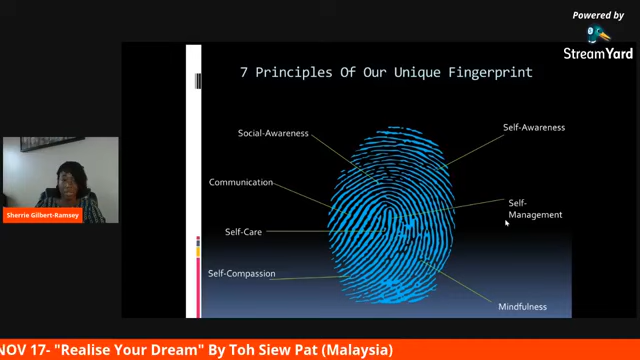 Powered by
StreamYard
7 Principles Of Our Unique Fingerprint
Social-Awareness
Self-Awareness
Communication
Self-
Management
Self-Care
Self-Compassion
Mindfulness
Sherrie Gilbert-Ramsey
NOV 17- "Realise Your Dream" By Toh Siew Pat (Malaysia)